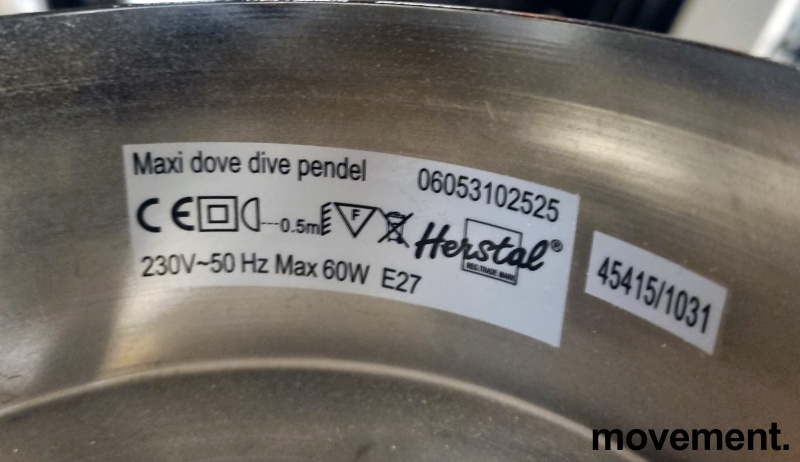 Maxi dove dive pendel 06053102525
CE 0.5m F Herstal®
REG.TRADE MARK
230V~50 Hz Max 60W E27
45415/1031
movement.